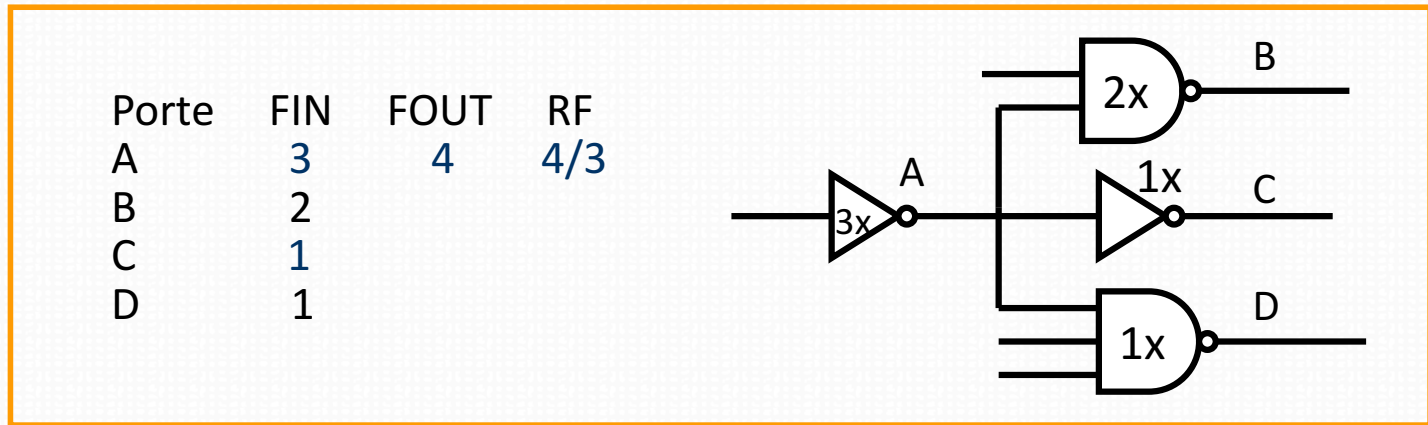 Porte FIN FOUT RF
A 3 4 4/3
B 2
C 1
D 1
B
2x
A
1x
C
3x
D
1x